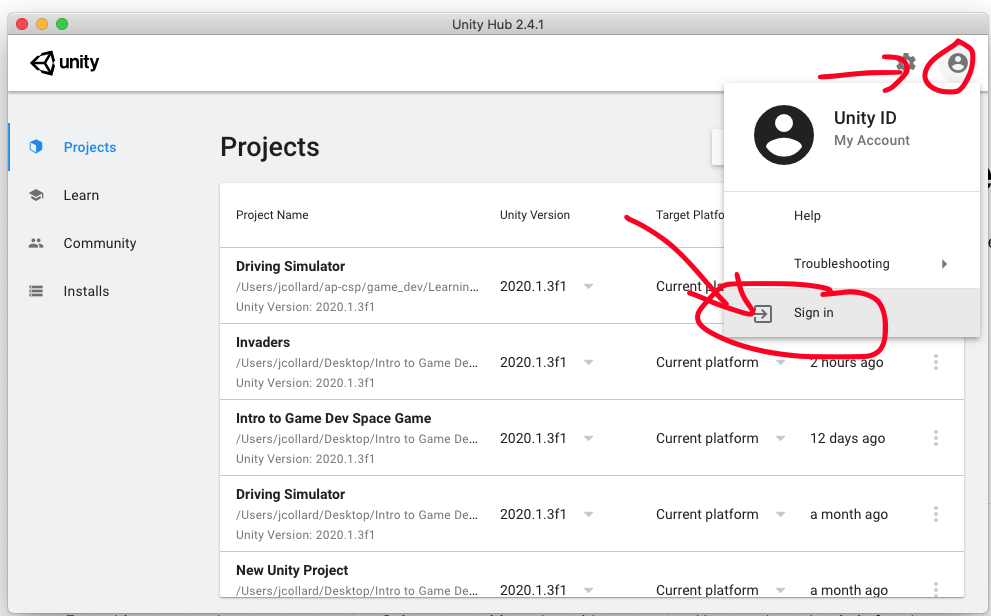 Unity Hub 2.4.1
unity
Unity ID
My Account
Help
Troubleshooting
Sign in
Projects
Learn
Community
Installs
Projects
Project Name Unity Version Target Platfo
Driving Simulator
/Users/jcollard/ap-csp/game_dev/Learnin... 2020.1.3f1 Current pla
Unity Version: 2020.1.3f1
Invaders
/Users/jcollard/Desktop/Intro to Game De... 2020.1.3f1 Current platform 2 hours ago
Unity Version: 2020.1.3f1
Intro to Game Dev Space Game
/Users/jcollard/Desktop/Intro to Game De... 2020.1.3f1 Current platform 12 days ago
Unity Version: 2020.1.3f1
Driving Simulator
/Users/jcollard/Desktop/Intro to Game De... 2020.1.3f1 Current platform a month ago
Unity Version: 2020.1.3f1
New Unity Project
/Users/jcollard/Desktop/Intro to Game De... 2020.1.3f1 Current platform a month ago